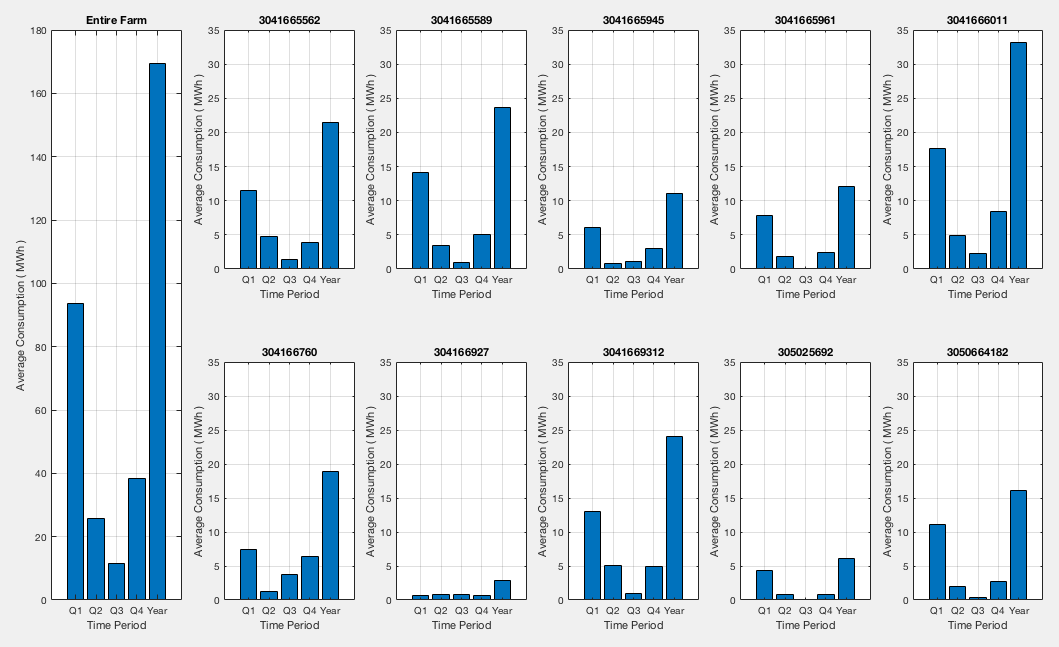 Entire Farm
Average Consumption ( MWh )
180
160
140
120
100
80
60
40
20
0
Q1 Q2 Q3 Q4 Year
Time Period
3041665562
Average Consumption ( MWh )
35
30
25
20
15
10
5
0
Q1 Q2 Q3 Q4 Year
Time Period
3041665589
Average Consumption ( MWh )
35
30
25
20
15
10
5
0
Q1 Q2 Q3 Q4 Year
Time Period
3041665945
Average Consumption ( MWh )
35
30
25
20
15
10
5
0
Q1 Q2 Q3 Q4 Year
Time Period
3041665961
Average Consumption ( MWh )
35
30
25
20
15
10
5
0
Q1 Q2 Q3 Q4 Year
Time Period
3041666011
Average Consumption ( MWh )
35
30
25
20
15
10
5
0
Q1 Q2 Q3 Q4 Year
Time Period
304166760
Average Consumption ( MWh )
35
30
25
20
15
10
5
0
Q1 Q2 Q3 Q4 Year
Time Period
304166927
Average Consumption ( MWh )
35
30
25
20
15
10
5
0
Q1 Q2 Q3 Q4 Year
Time Period
3041669312
Average Consumption ( MWh )
35
30
25
20
15
10
5
0
Q1 Q2 Q3 Q4 Year
Time Period
305025692
Average Consumption ( MWh )
35
30
25
20
15
10
5
0
Q1 Q2 Q3 Q4 Year
Time Period
3050664182
Average Consumption ( MWh )
35
30
25
20
15
10
5
0
Q1 Q2 Q3 Q4 Year
Time Period